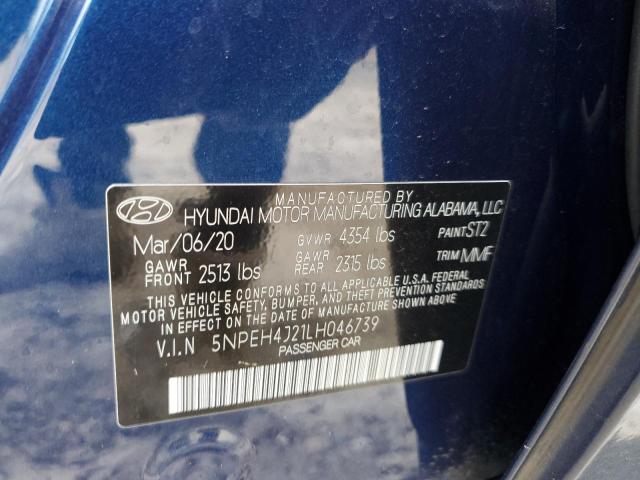 MANUFACTURED BY
HYUNDAI MOTOR MANUFACTURING ALABAMA, LLC
Mar/06/20 GVWR 4354 lbs PAINT ST2
GAWR FRONT 2513 lbs GAWR REAR 2315 lbs TRIM MMF
THIS VEHICLE CONFORMS TO ALL APPLICABLE U.S.A. FEDERAL
MOTOR VEHICLE SAFETY, BUMPER, AND THEFT PREVENTION STANDARDS
IN EFFECT ON THE DATE OF MANUFACTURE SHOWN ABOVE.
V.I.N 5NPEH4J21LH046739
PASSENGER CAR